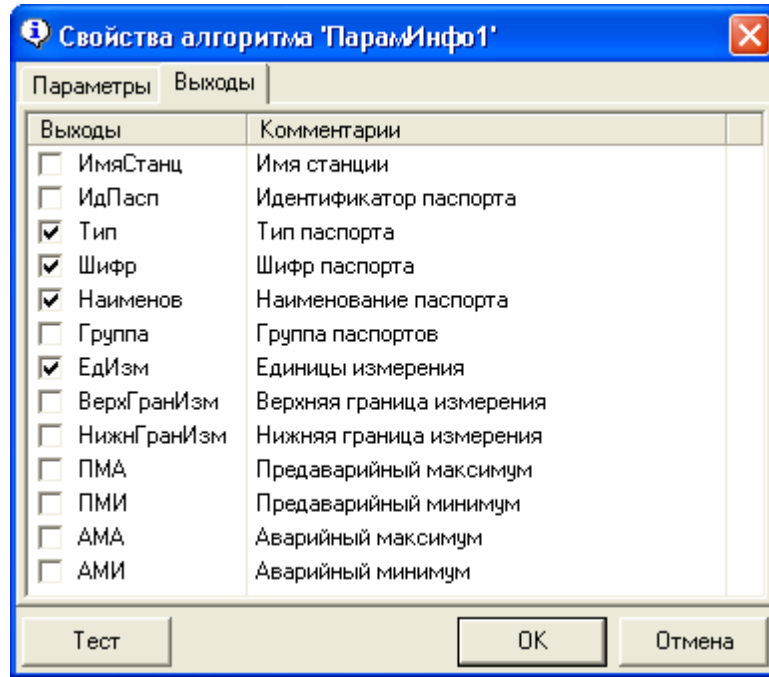 Свойства алгоритма 'ПарамИнфо1'
Параметры Выходы
Выходы Комментарии
ИмяСтанц Имя станции
ИдПасп Идентификатор паспорта
Тип Тип паспорта
Шифр Шифр паспорта
Наименов Наименование паспорта
Группа Группа паспортов
ЕдИзм Единицы измерения
ВерхГранИзм Верхняя граница измерения
НижнГранИзм Нижняя граница измерения
ПМА Предаварийный максимум
ПМИ Предаварийный минимум
АМА Аварийный максимум
АМИ Аварийный минимум
Тест OK Отмена